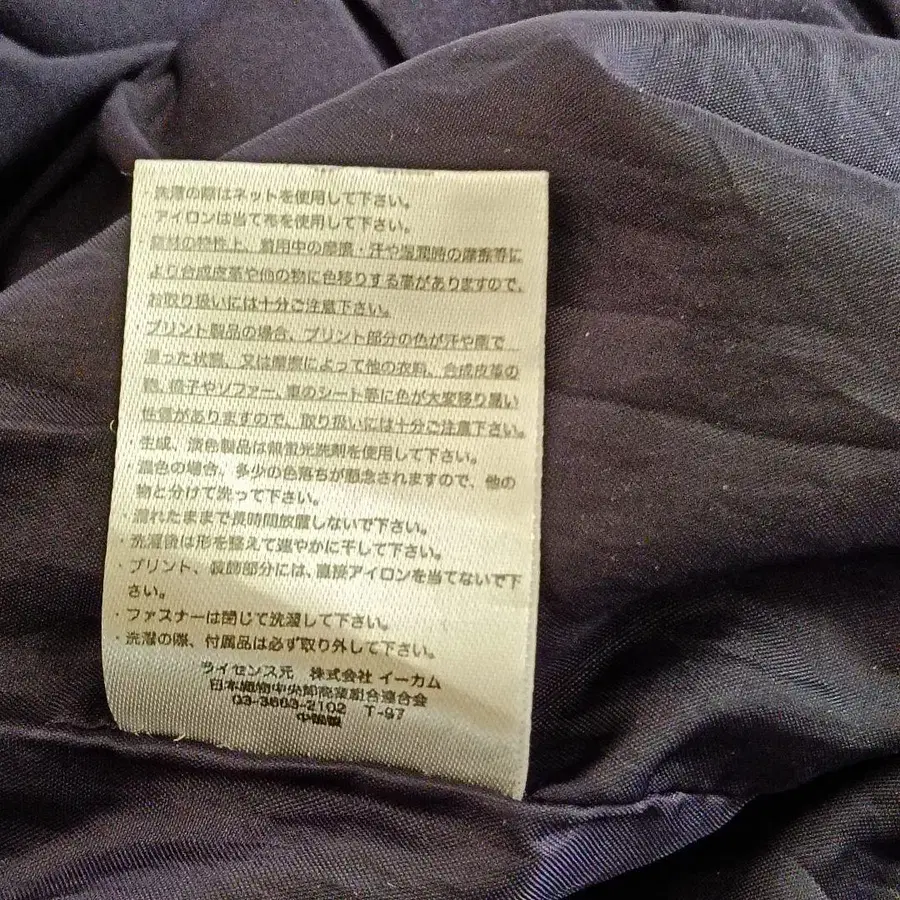 ・洗濯の際はネットを使用して下さい。
・アイロンは当て布を使用して下さい。
素材の特性上、着用中の摩擦・汗や湿潤時の摩擦等に
より合成皮革や他の物に色移りする事がありますので、
お取り扱いには十分ご注意下さい。
・プリント製品の場合、プリント部分の色が汗や雨で
湿った状態、又は摩擦によって他の衣料、合成皮革の
鞄、椅子やソファー、車のシート等に色が大変移り易い
性質がありますので、取り扱いには十分ご注意下さい。
・生成、淡色製品は無蛍光洗剤を使用して下さい。
・濃色の場合、多少の色落ちが懸念されますので、他の
物と分けて洗って下さい。
・濡れたままで長時間放置しないで下さい。
・洗濯後は形を整えて速やかに干して下さい。
・プリント、装飾部分には、直接アイロンを当てないで下
さい。
・ファスナーは閉じて洗濯して下さい。
・洗濯の際、付属品は必ず取り外して下さい。
ライセンス元 株式会社 イーカム
日本織物中央卸商業組合連合会
03-3663-2102 T-97
中国製